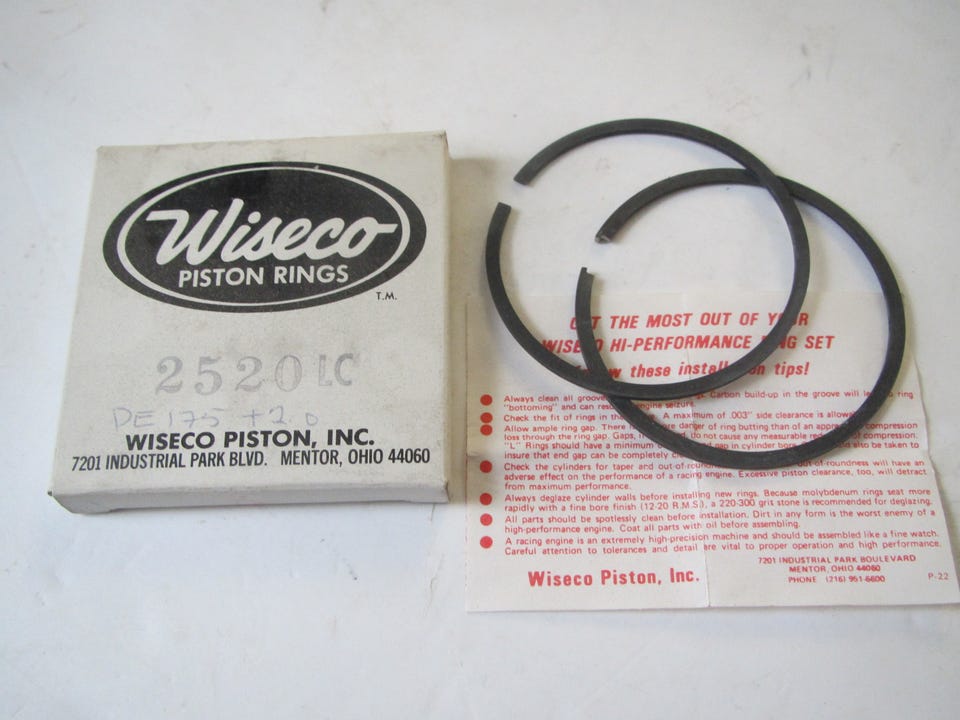 Wiseco
PISTON RINGS
T.M.
2520 LC
DE 175 +2.0
WISECO PISTON, INC.
7201 INDUSTRIAL PARK BLVD. MENTOR, OHIO 44060
GET THE MOST OUT OF YOUR
WISECO HI-PERFORMANCE RING SET
these installation tips!
Always clean all Carbon build-up in the groove will ring
"bottoming" and can engine seizure.
Check the fit of rings in the A maximum of .003" side clearance is
Allow ample ring gap. There danger of ring butting than of an compression
loss through the ring gap. Gaps, do not cause any measurable compression.
"L" Rings should have a minimum gap in cylinder also be taken to
insure that end gap can be completely
Check the cylinders for taper and out-of-roundness out-of-roundness will have an
adverse effect on the performance of a racing engine. Excessive piston clearance, too, will detract
from maximum performance.
Always deglaze cylinder walls before installing new rings. Because molybdenum rings seat more
rapidly with a fine bore finish (12-20 R.M.S.), a 220-300 grit stone is recommended for deglazing.
All parts should be spotlessly clean before installation. Dirt in any form is the worst enemy of a
high-performance engine. Coat all parts with oil before assembling.
A racing engine is an extremely high-precision machine and should be assembled like a fine watch.
Careful attention to tolerances and detail are vital to proper operation and high performance.
Wiseco Piston, Inc.
7201 INDUSTRIAL PARK BOULEVARD
MENTOR, OHIO 44060
PHONE (216) 951-6600
P-22